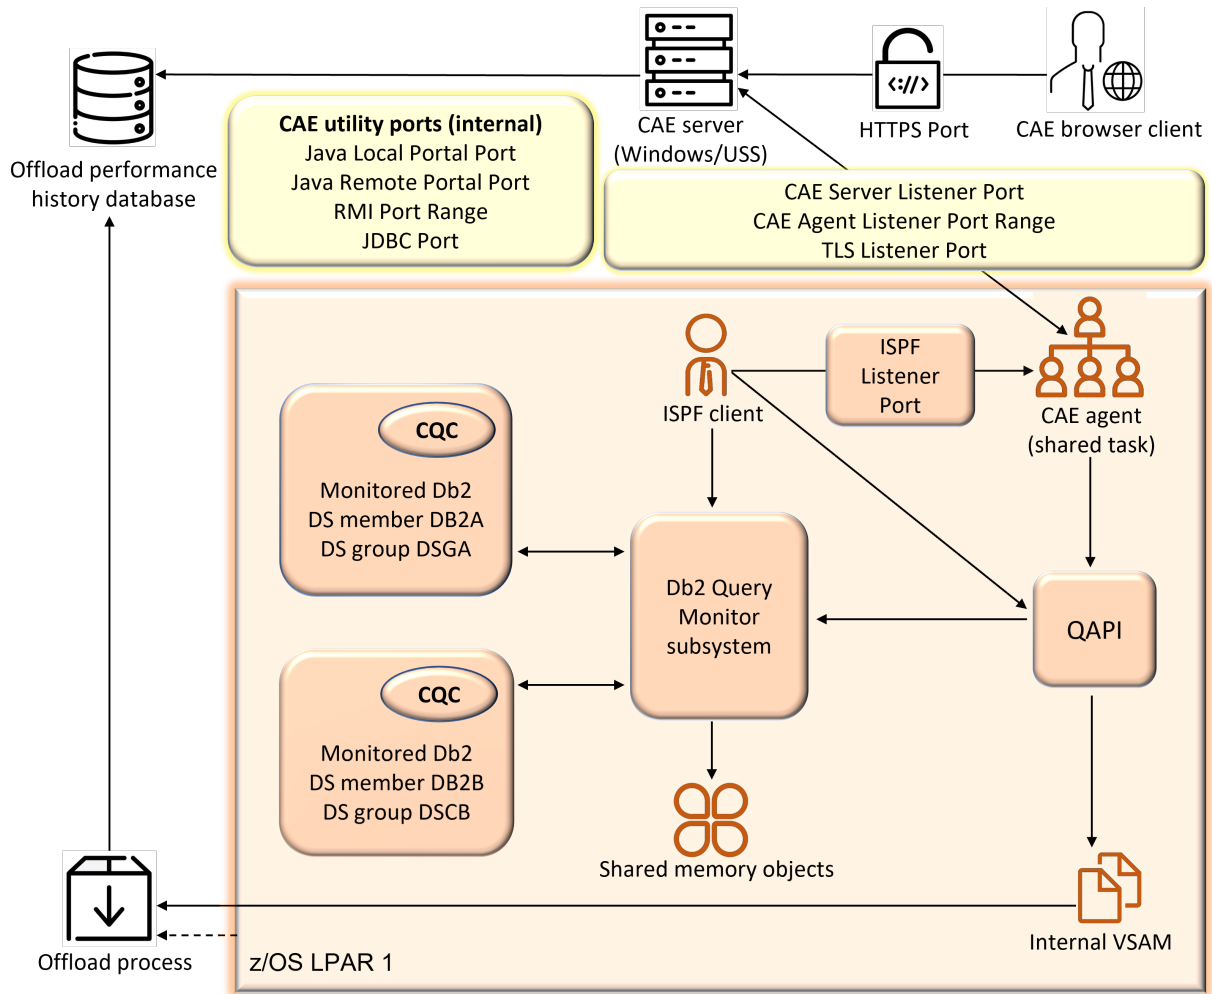 Offload performance
history database
CAE utility ports (internal)
Java Local Portal Port
Java Remote Portal Port
RMI Port Range
JDBC Port
CAE server
(Windows/USS)
<://>
HTTPS Port
CAE browser client
CAE Server Listener Port
CAE Agent Listener Port Range
TLS Listener Port
ISPF client
ISPF
Listener
Port
CAE agent
(shared task)
CQC
Monitored Db2
DS member DB2A
DS group DSGA
Db2 Query
Monitor
subsystem
QAPI
CQC
Monitored Db2
DS member DB2B
DS group DSCB
Shared memory objects
Internal VSAM
Offload process
z/OS LPAR 1